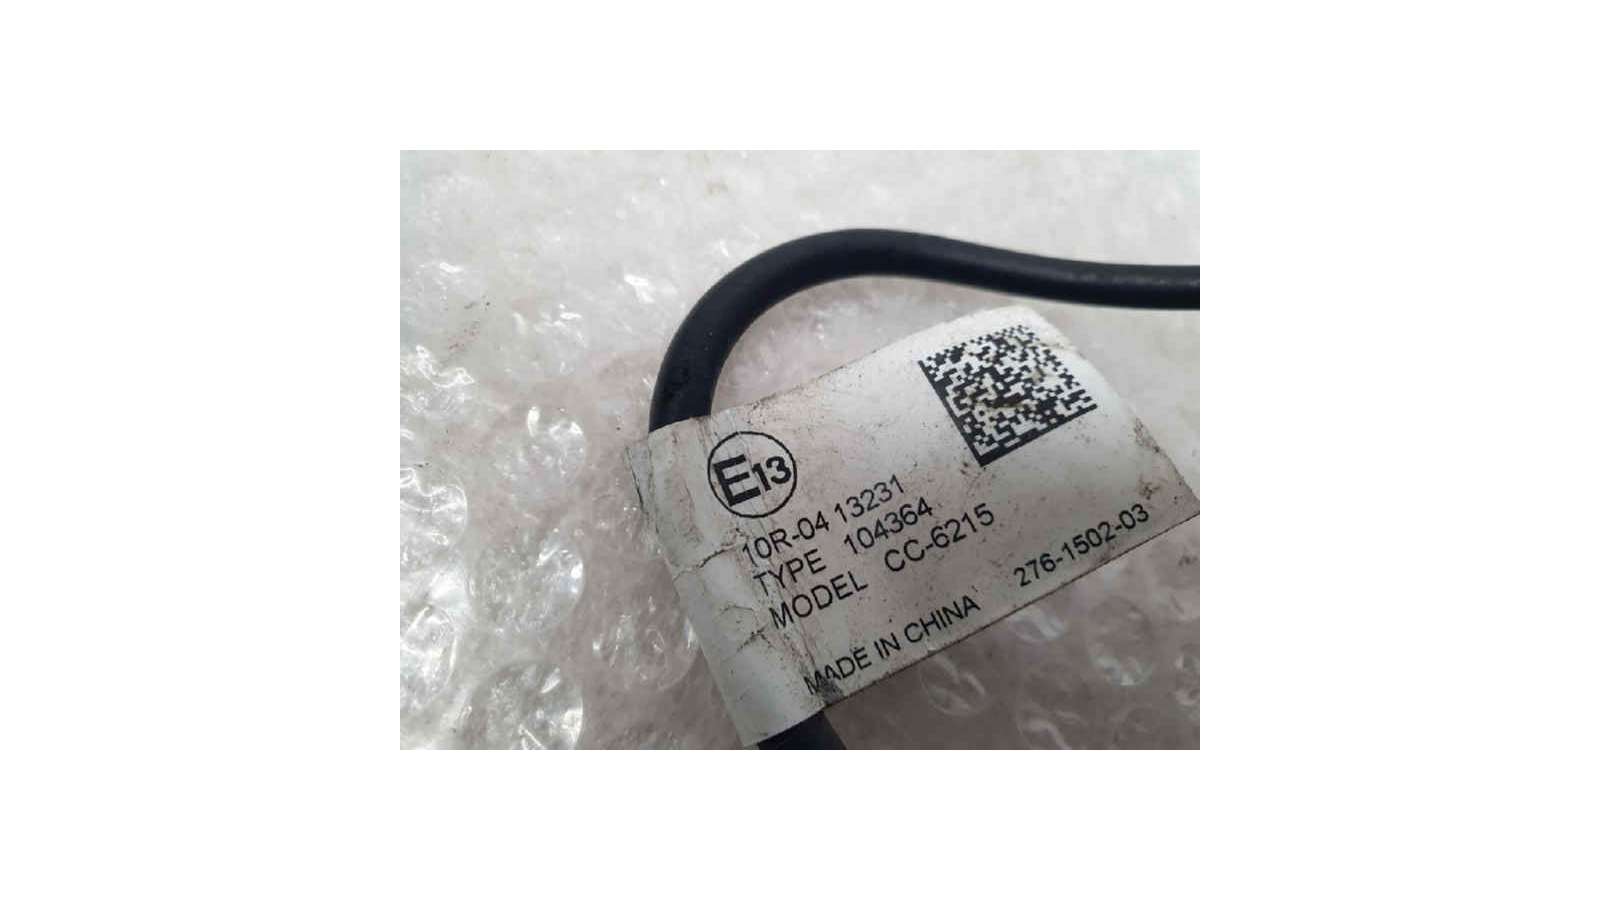 E13
10R-04 13231
TYPE 104364
MODEL CC-6215
MADE IN CHINA 276-1502-03